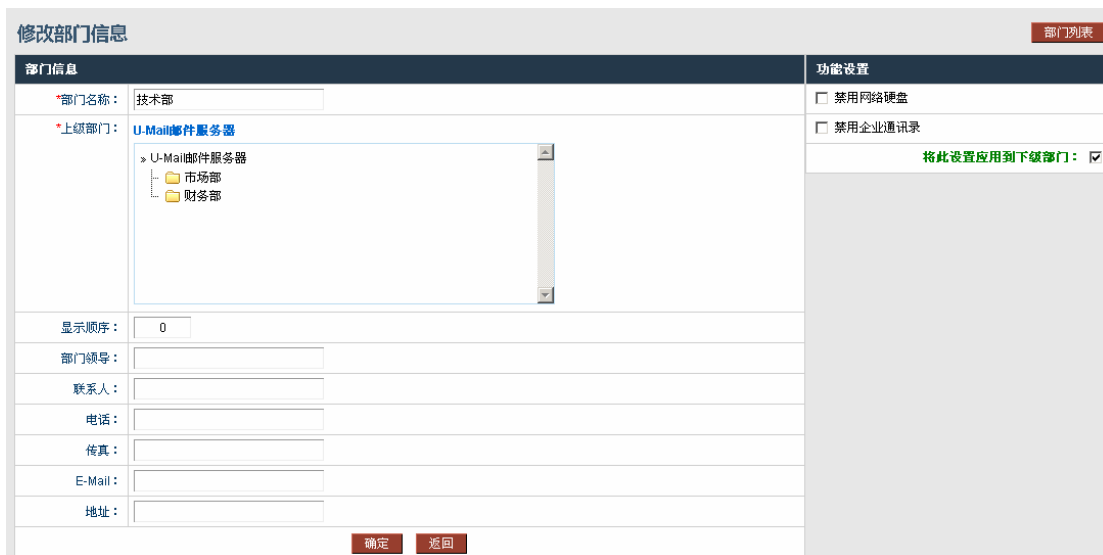 修改部门信息
部门列表
部门信息
*部门名称：
技术部
*上级部门：
U-Mail邮件服务器
» U-Mail邮件服务器
市场部
财务部
显示顺序：
0
部门领导：
联系人：
电话：
传真：
E-Mail：
地址：
确定
返回
功能设置
禁用网络硬盘
禁用企业通讯录
将此设置应用到下级部门：